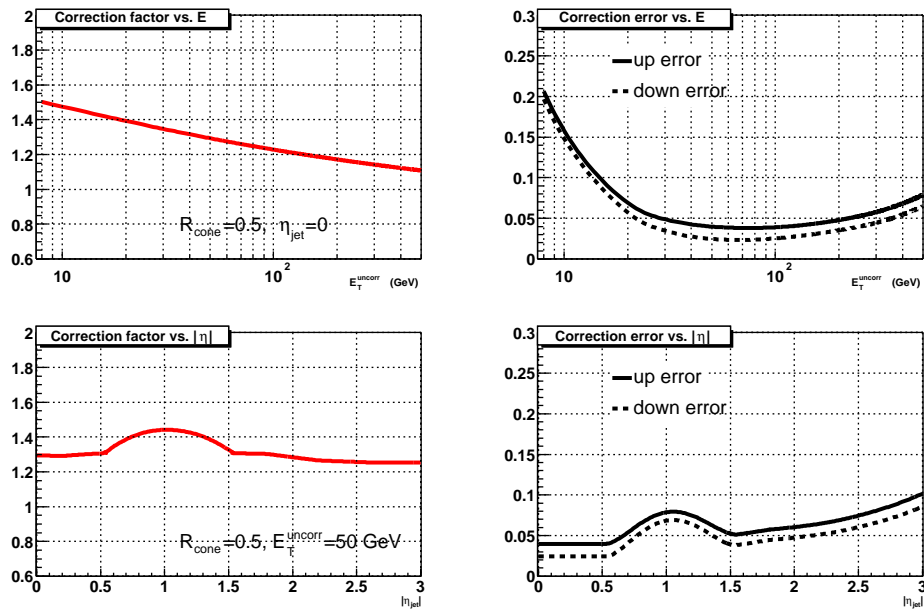 Correction factor vs. E
2
1.8
1.6
1.4
1.2
1
0.8
0.6
R_cone=0.5, η_jet=0
10
10^2
E_T^uncorr (GeV)
Correction error vs. E
0.3
0.25
0.2
0.15
0.1
0.05
0
up error
down error
10
10^2
E_T^uncorr (GeV)
Correction factor vs. |η|
2
1.8
1.6
1.4
1.2
1
0.8
0.6
R_cone=0.5, E_T^uncorr=50 GeV
0 0.5 1 1.5 2 2.5 3
|η_jet|
Correction error vs. |η|
0.3
0.25
0.2
0.15
0.1
0.05
0
up error
down error
0 0.5 1 1.5 2 2.5 3
|η_jet|